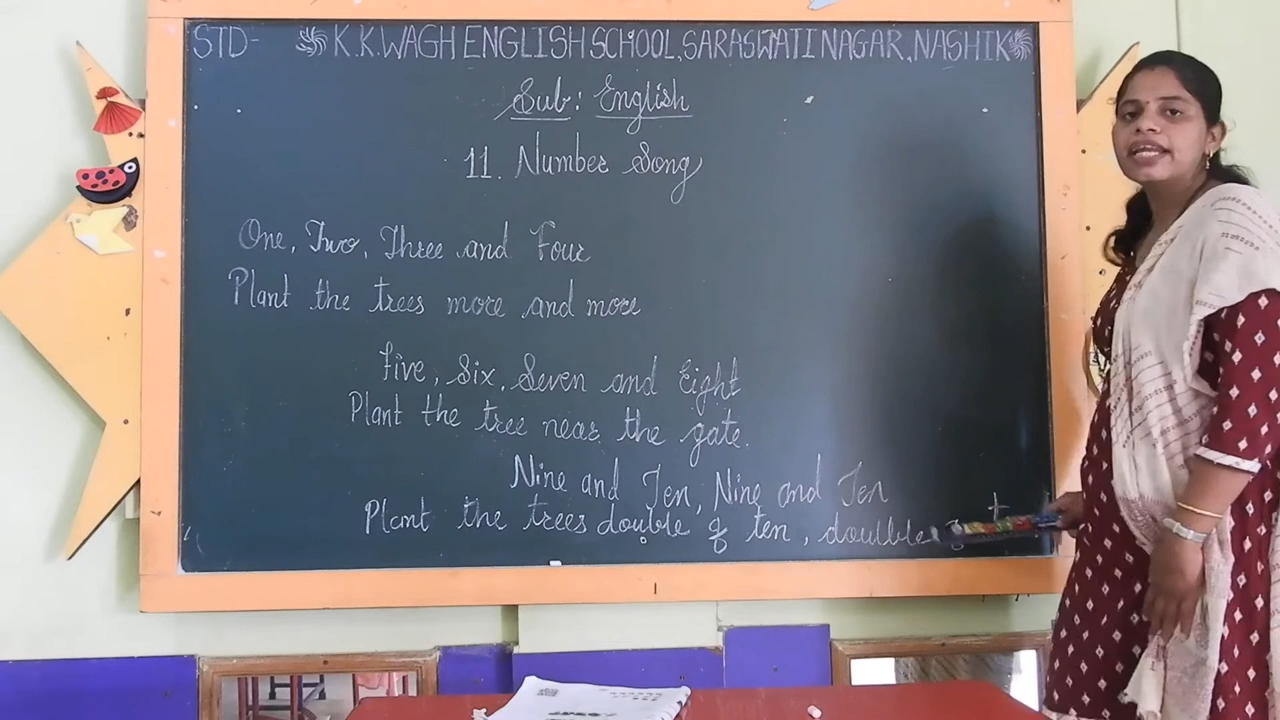 STD- K.K.WAGH ENGLISH SCHOOL, SARASWATI NAGAR, NASHIK
Sub: English
11. Number Song
One, Two, Three and Four
Plant the trees more and more
Five, Six, Seven and Eight
Plant the tree near the gate.
Nine and Ten, Nine and Ten
Plant the trees double of ten, doulble